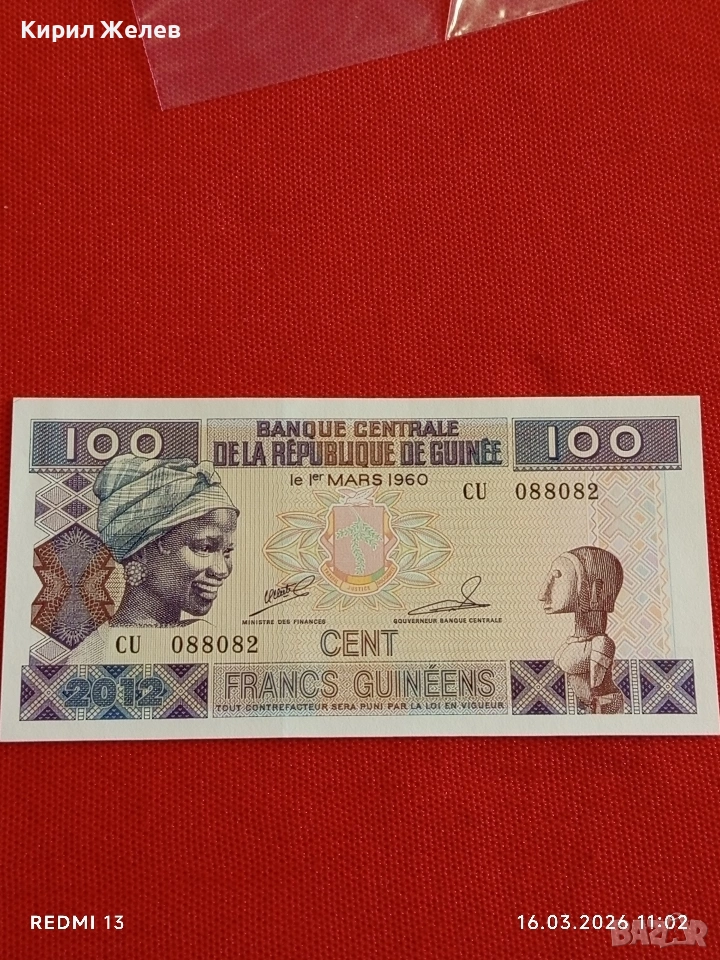 Кирил Желев
100
BANQUE CENTRALE
DE LA RÉPUBLIQUE DE GUINÉE
le 1er MARS 1960
100
CU 088082
MINISTRE DES FINANCES
GOUVERNEUR BANQUE CENTRALE
CU 088082
CENT
2012
FRANCS GUINÉENS
TOUT CONTREFACTEUR SERA PUNI PAR LA LOI EN VIGUEUR
REDMI 13
16.03.2026 11:02
BAZAR